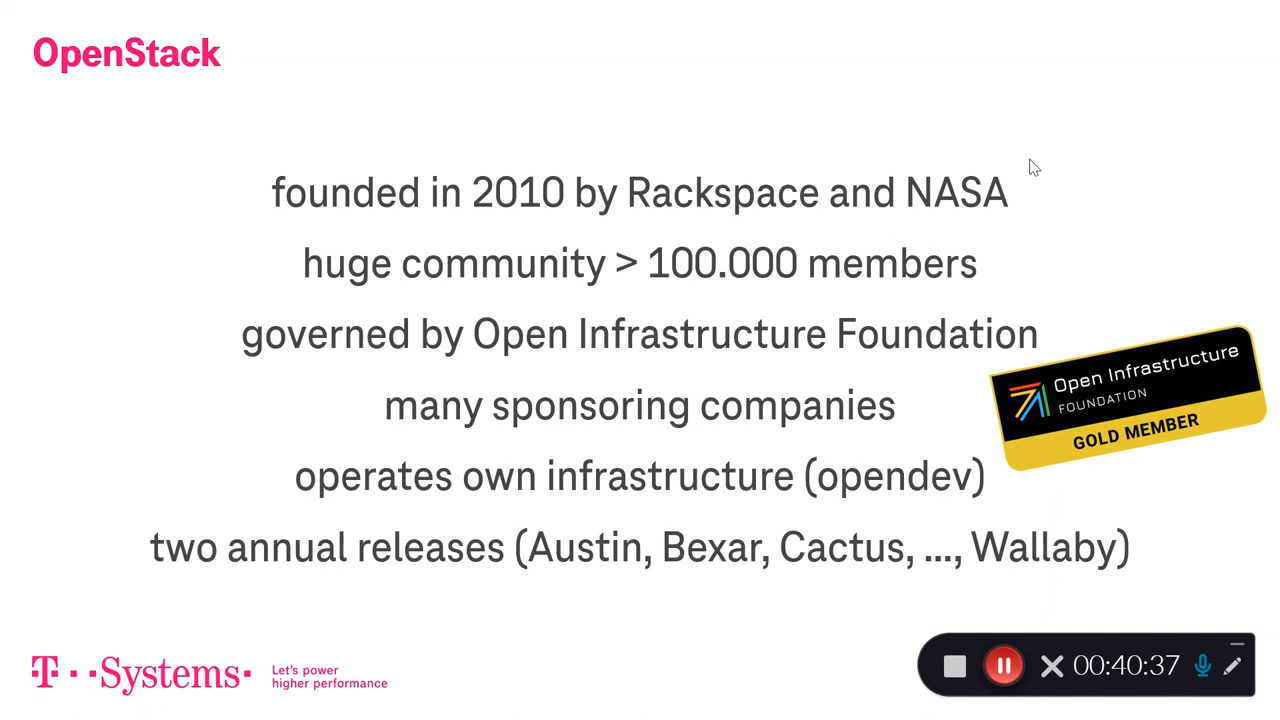 OpenStack
founded in 2010 by Rackspace and NASA
huge community > 100.000 members
governed by Open Infrastructure Foundation
Open Infrastructure
FOUNDATION
GOLD MEMBER
many sponsoring companies
operates own infrastructure (opendev)
two annual releases (Austin, Bexar, Cactus, ..., Wallaby)
T··Systems·
Let's power
higher performance
00:40:37